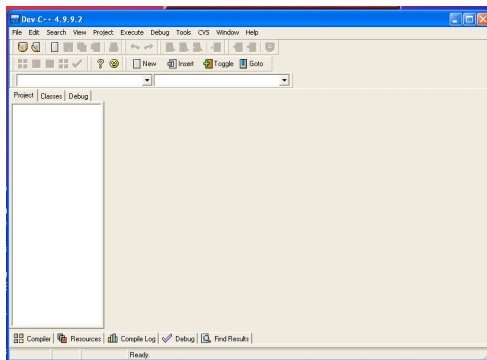 Dev-C++ 4.9.9.2
File Edit Search View Project Execute Debug Tools CVS Window Help
New Insert Toggle Goto
Project Classes Debug
Compiler Resources Compile Log Debug Find Results
Ready.